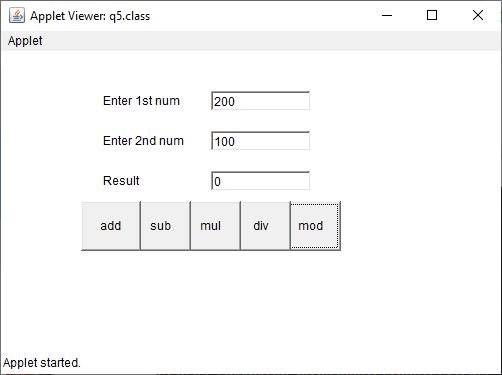 Applet Viewer: q5.class
Applet
Enter 1st num 200
Enter 2nd num 100
Result 0
add sub mul div mod
Applet started.